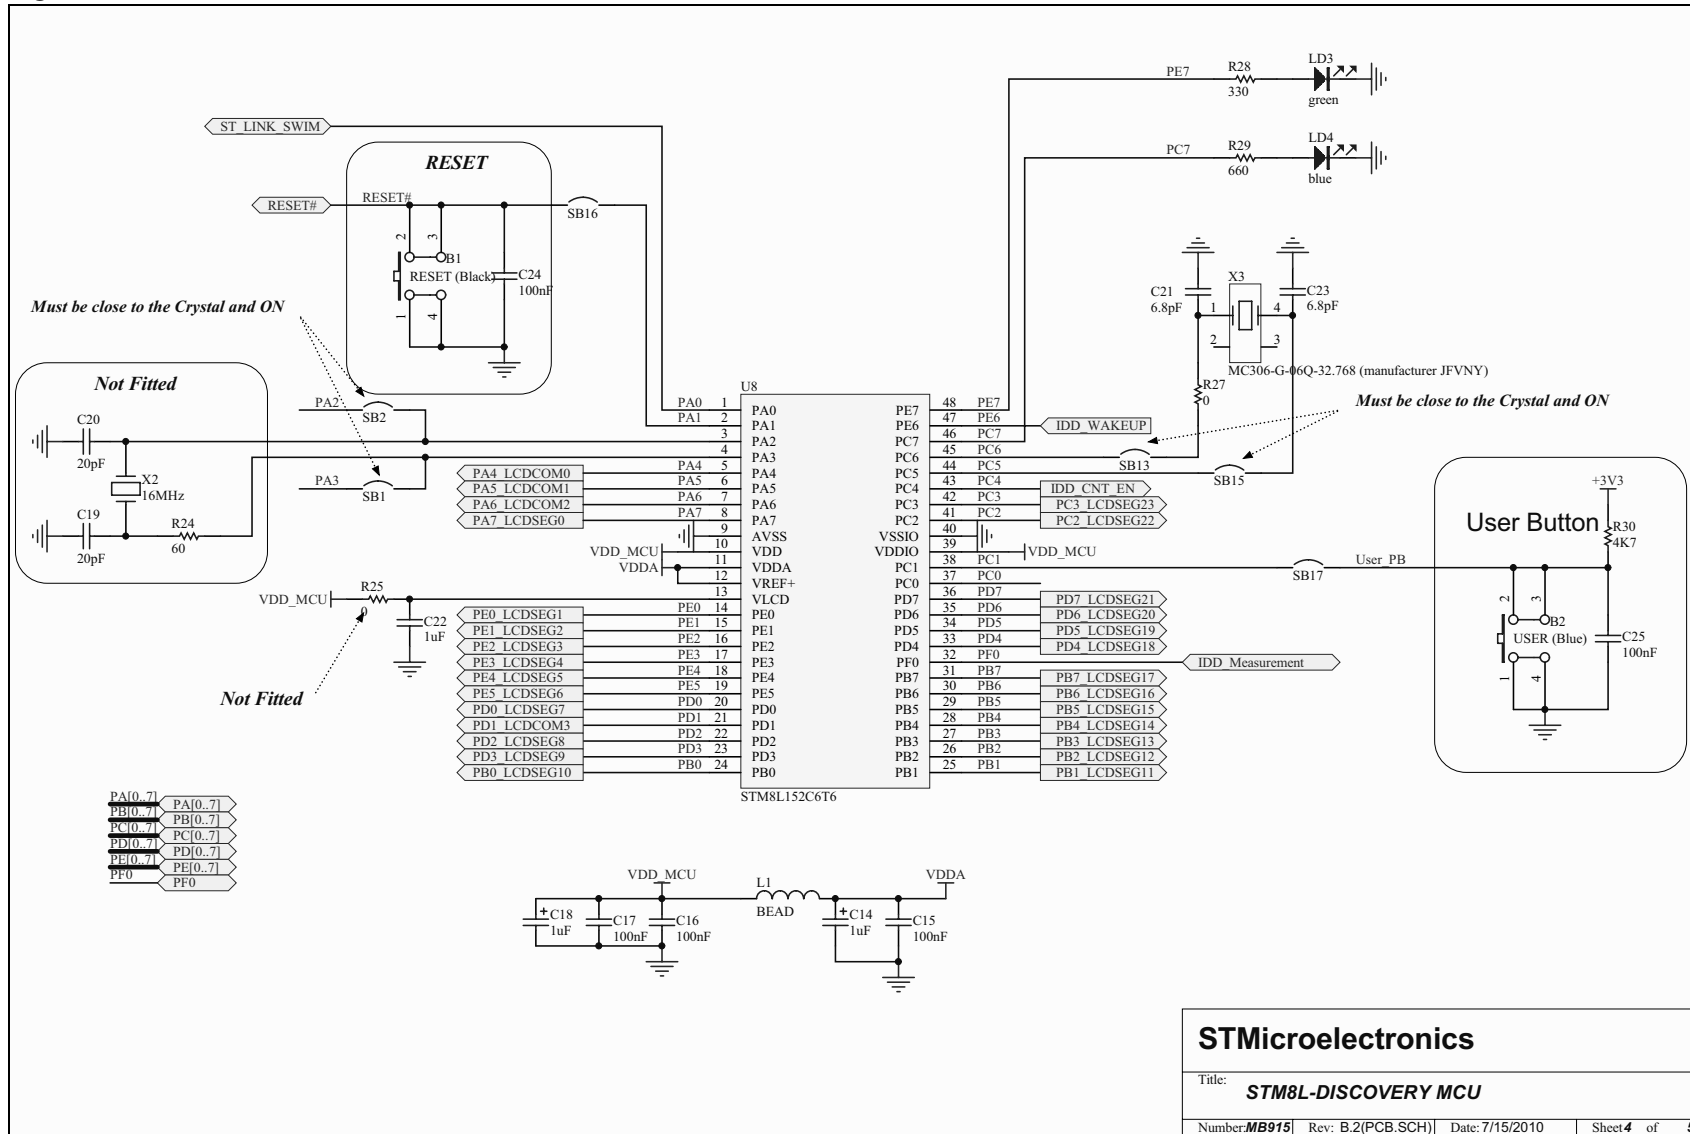 PE7
R28
330
LD3
green
PC7
R29
660
LD4
blue
ST_LINK_SWIM
RESET
RESET#
RESET#
SB16
2
3
B1
RESET (Black)
1
4
C24
100nF
Must be close to the Crystal and ON
Not Fitted
C20
20pF
X2
16MHz
C19
20pF
R24
60
PA2
SB2
PA3
SB1
C21
6.8pF
X3
C23
6.8pF
1
4
2
3
MC306-G-06Q-32.768 (manufacturer JFVNY)
R27
0
Must be close to the Crystal and ON
SB13
SB15
U8
PA0 1 PA0
PA1 2 PA1
3 PA2
4 PA3
PA4_LCDCOM0 PA4 5 PA4
PA5_LCDCOM1 PA5 6 PA5
PA6_LCDCOM2 PA6 7 PA6
PA7_LCDSEG0 PA7 8 PA7
9 AVSS
VDD_MCU 10 VDD
VDDA 11 VDDA
12 VREF+
13 VLCD
PE0_LCDSEG1 PE0 14 PE0
PE1_LCDSEG2 PE1 15 PE1
PE2_LCDSEG3 PE2 16 PE2
PE3_LCDSEG4 PE3 17 PE3
PE4_LCDSEG5 PE4 18 PE4
PE5_LCDSEG6 PE5 19 PE5
PD0_LCDSEG7 PD0 20 PD0
PD1_LCDCOM3 PD1 21 PD1
PD2_LCDSEG8 PD2 22 PD2
PD3_LCDSEG9 PD3 23 PD3
PB0_LCDSEG10 PB0 24 PB0
PE7 48 PE7
PE6 47 PE6 IDD_WAKEUP
PC7 46 PC7
PC6 45 PC6
PC5 44 PC5
PC4 43 PC4 IDD_CNT_EN
PC3 42 PC3 PC3_LCDSEG23
PC2 41 PC2 PC2_LCDSEG22
VSSIO 40
VDDIO 39 VDD_MCU
PC1 38 PC1
PC0 37 PC0
PD7 36 PD7 PD7_LCDSEG21
PD6 35 PD6 PD6_LCDSEG20
PD5 34 PD5 PD5_LCDSEG19
PD4 33 PD4 PD4_LCDSEG18
PF0 32 PF0 IDD_Measurement
PB7 31 PB7 PB7_LCDSEG17
PB6 30 PB6 PB6_LCDSEG16
PB5 29 PB5 PB5_LCDSEG15
PB4 28 PB4 PB4_LCDSEG14
PB3 27 PB3 PB3_LCDSEG13
PB2 26 PB2 PB2_LCDSEG12
PB1 25 PB1 PB1_LCDSEG11
STM8L152C6T6
VDD_MCU
R25
0
C22
1uF
Not Fitted
SB17
User_PB
+3V3
User Button
R30
4K7
2
3
B2
USER (Blue)
1
4
C25
100nF
PA[0..7] PA[0..7]
PB[0..7] PB[0..7]
PC[0..7] PC[0..7]
PD[0..7] PD[0..7]
PE[0..7] PE[0..7]
PF0 PF0
VDD_MCU
L1
BEAD
VDDA
+
C18
1uF
C17
100nF
C16
100nF
+
C14
1uF
C15
100nF
STMicroelectronics
Title:
STM8L-DISCOVERY MCU
Number:MB915 Rev: B.2(PCB.SCH) Date:7/15/2010 Sheet 4 of